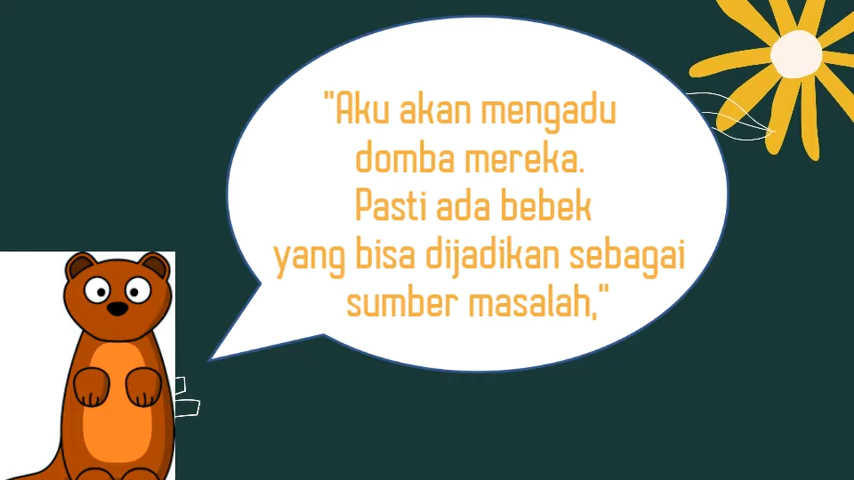 "Aku akan mengadu
domba mereka.
Pasti ada bebek
yang bisa dijadikan sebagai
sumber masalah,"